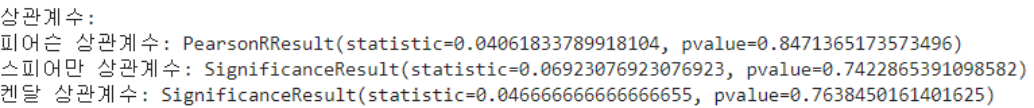 상관계수:
피어슨 상관계수: PearsonRResult(statistic=0.04061833789918104, pvalue=0.8471365173573496)
스피어만 상관계수: SignificanceResult(statistic=0.06923076923076923, pvalue=0.7422865391098582)
켄달 상관계수: SignificanceResult(statistic=0.046666666666666655, pvalue=0.7638450161401625)